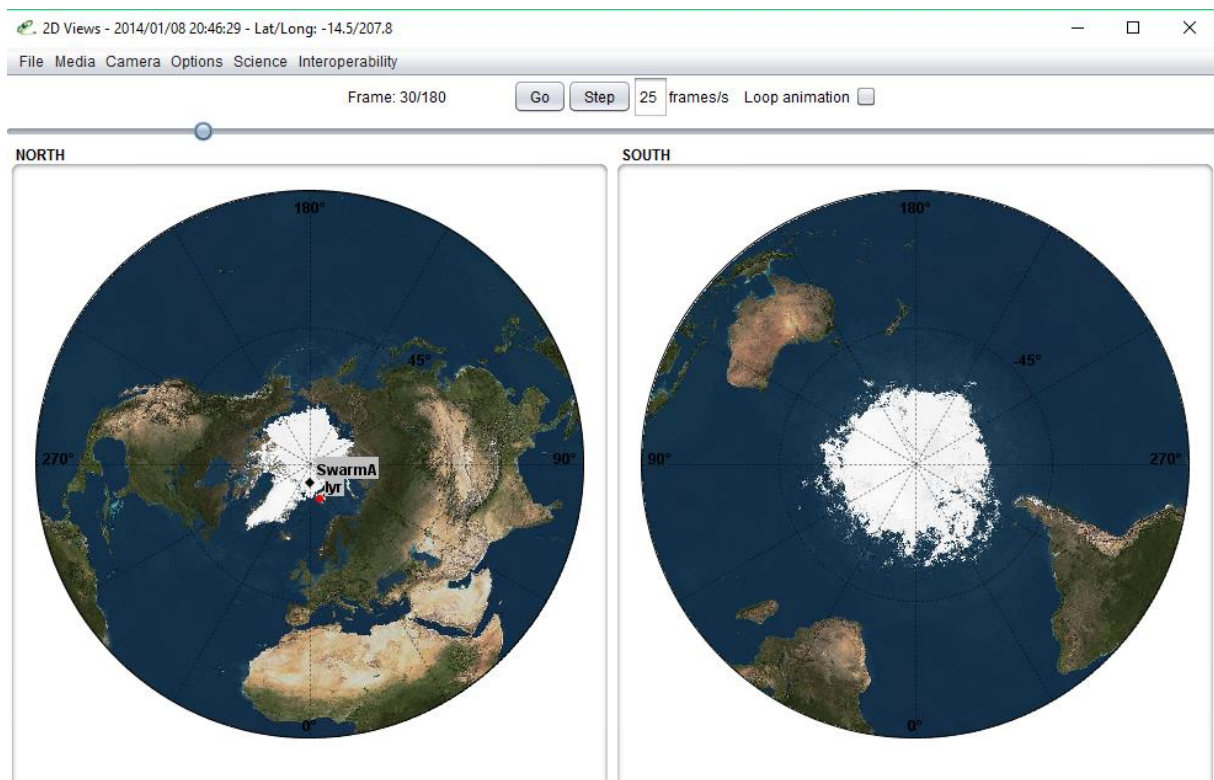 2D Views - 2014/01/08 20:46:29 - Lat/Long: -14.5/207.8
File Media Camera Options Science Interoperability
Frame: 30/180 Go Step 25 frames/s Loop animation
NORTH
180°
45°
270° 90°
SwarmA
lyr
0°
SOUTH
180°
-45°
90° 270°
0°